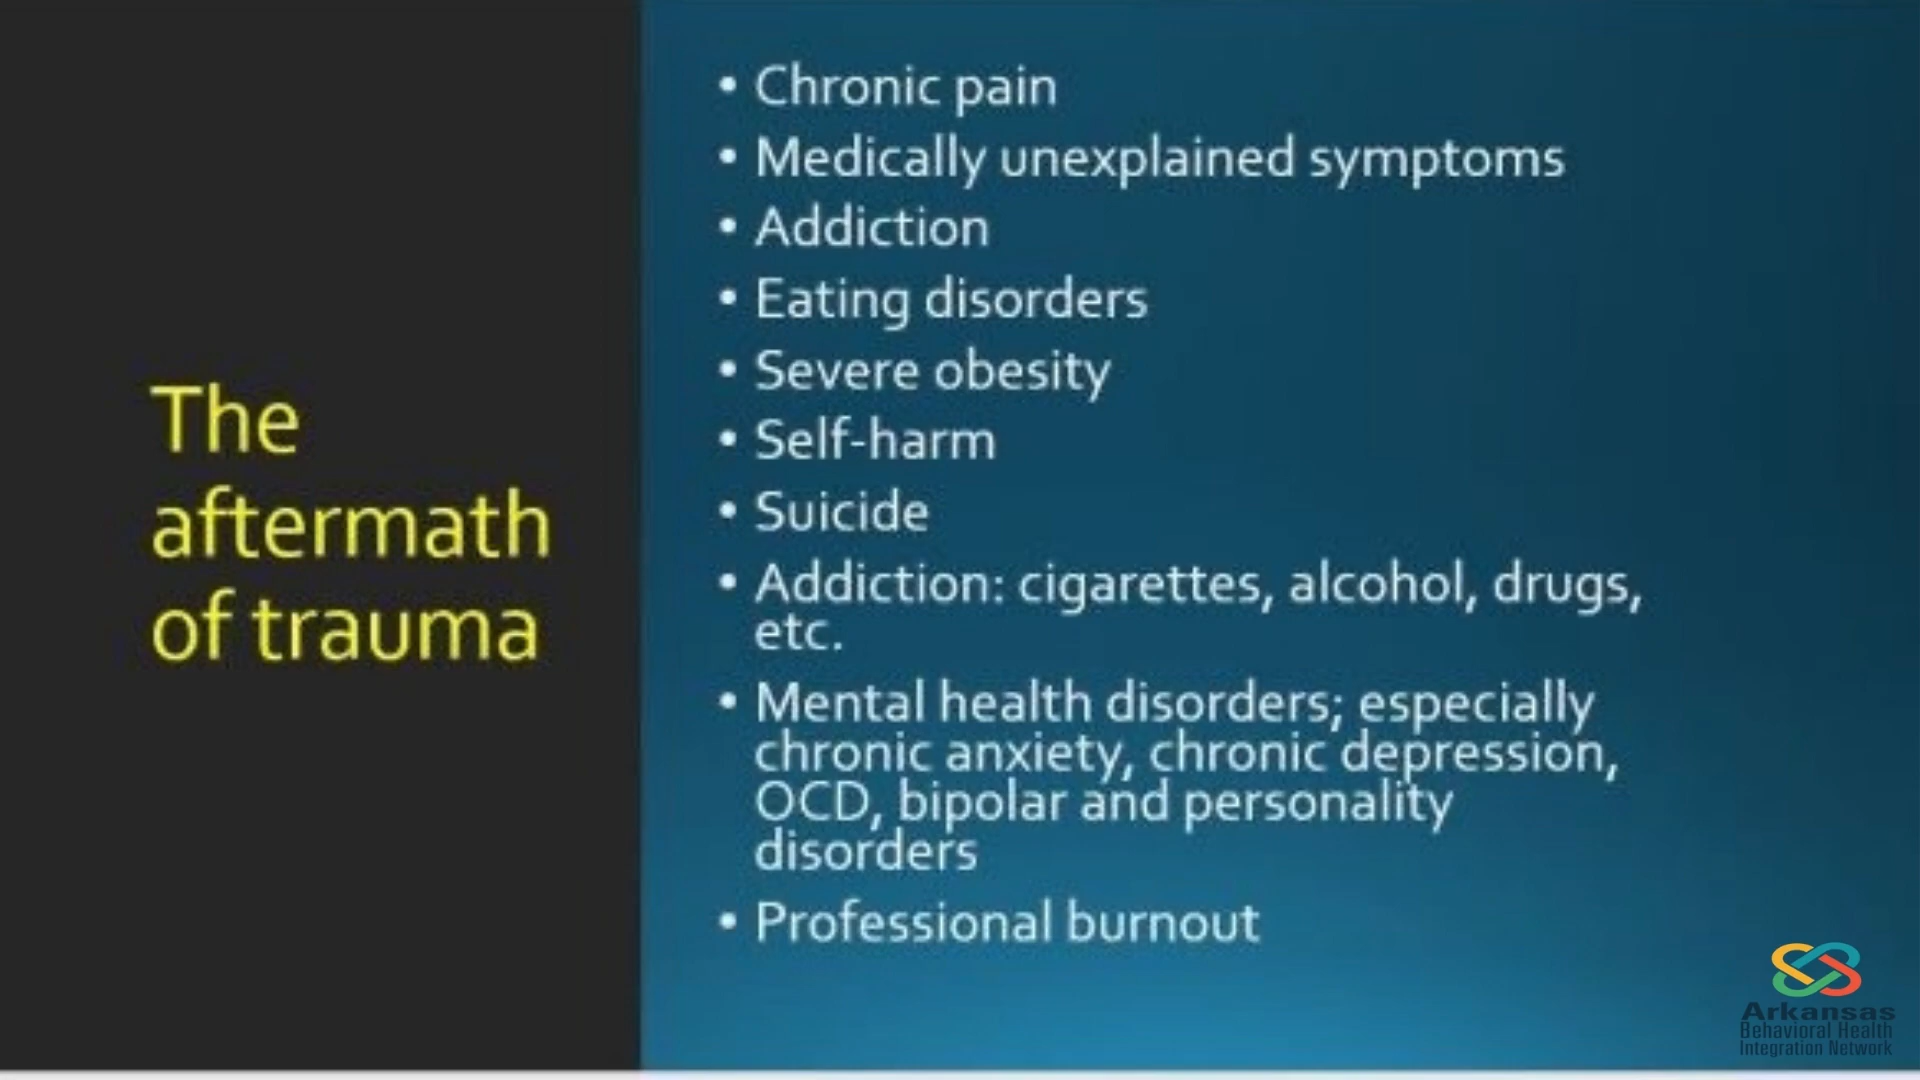 The
aftermath
of trauma
• Chronic pain
• Medically unexplained symptoms
• Addiction
• Eating disorders
• Severe obesity
• Self-harm
• Suicide
• Addiction: cigarettes, alcohol, drugs,
etc.
• Mental health disorders; especially
chronic anxiety, chronic depression,
OCD, bipolar and personality
disorders
• Professional burnout
Arkansas
Behavioral Health
Integration Network